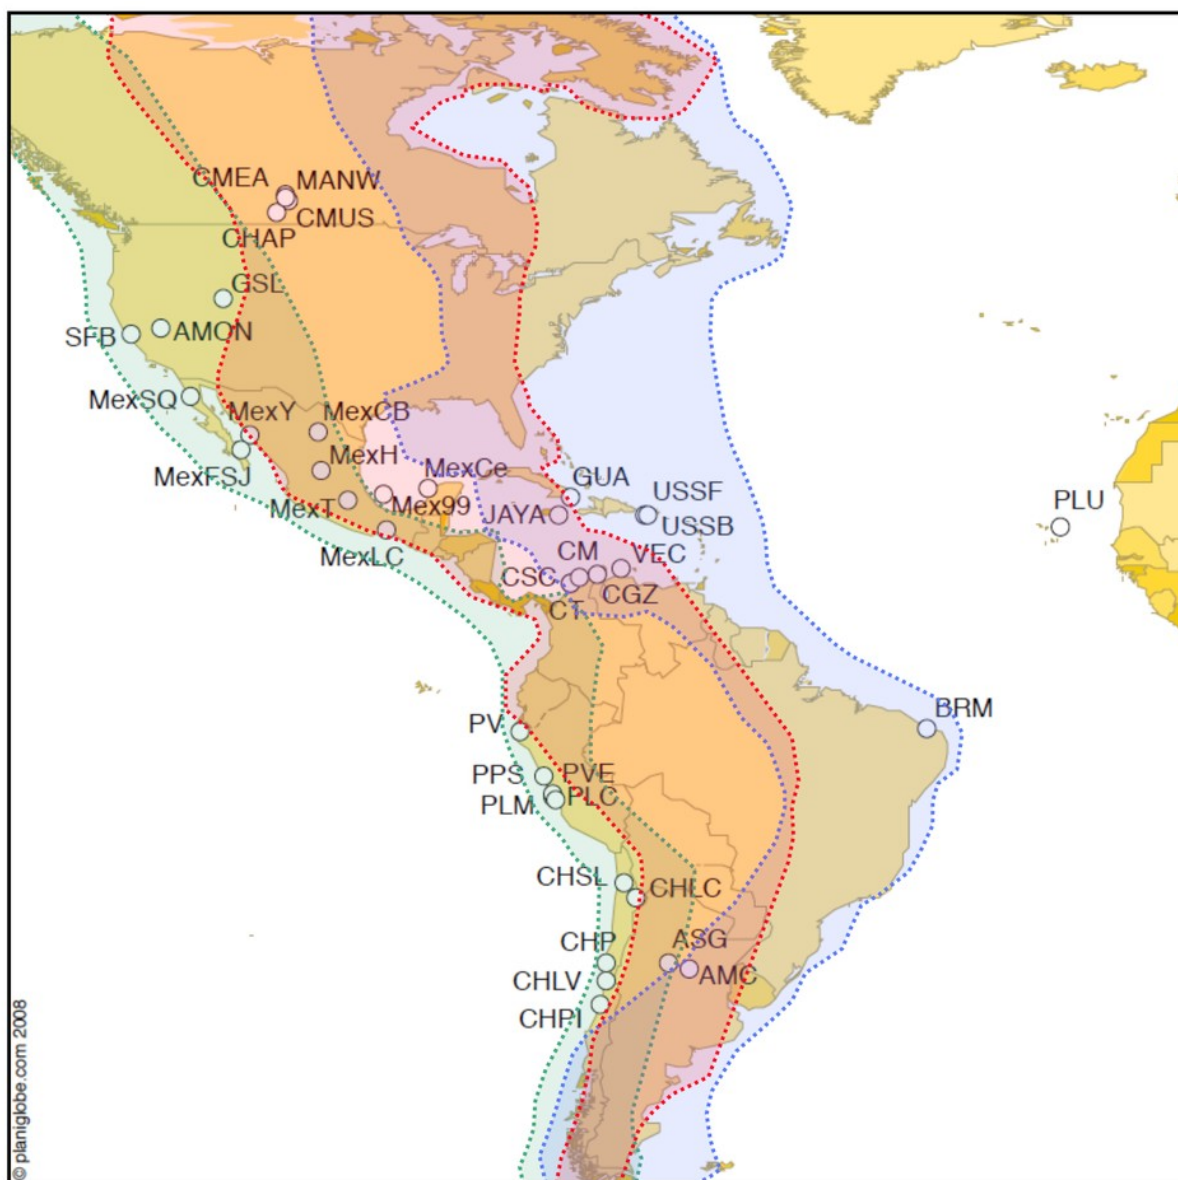 CMEA
MANW
CMUS
CHAP
GSL
AMON
SFB
MexSQ
MexY
MexCB
MexH
MexFSJ
MexCe
MexT
Mex99
MexLC
GUA
USSF
JAYA
USSB
PLU
CM
VEC
CSC
CGZ
CT
BRM
PV
PPS
PVE
PLM
PLC
CHSL
CHLC
CHP
ASG
CHLV
AMC
CHPI
© planiglobe.com 2008